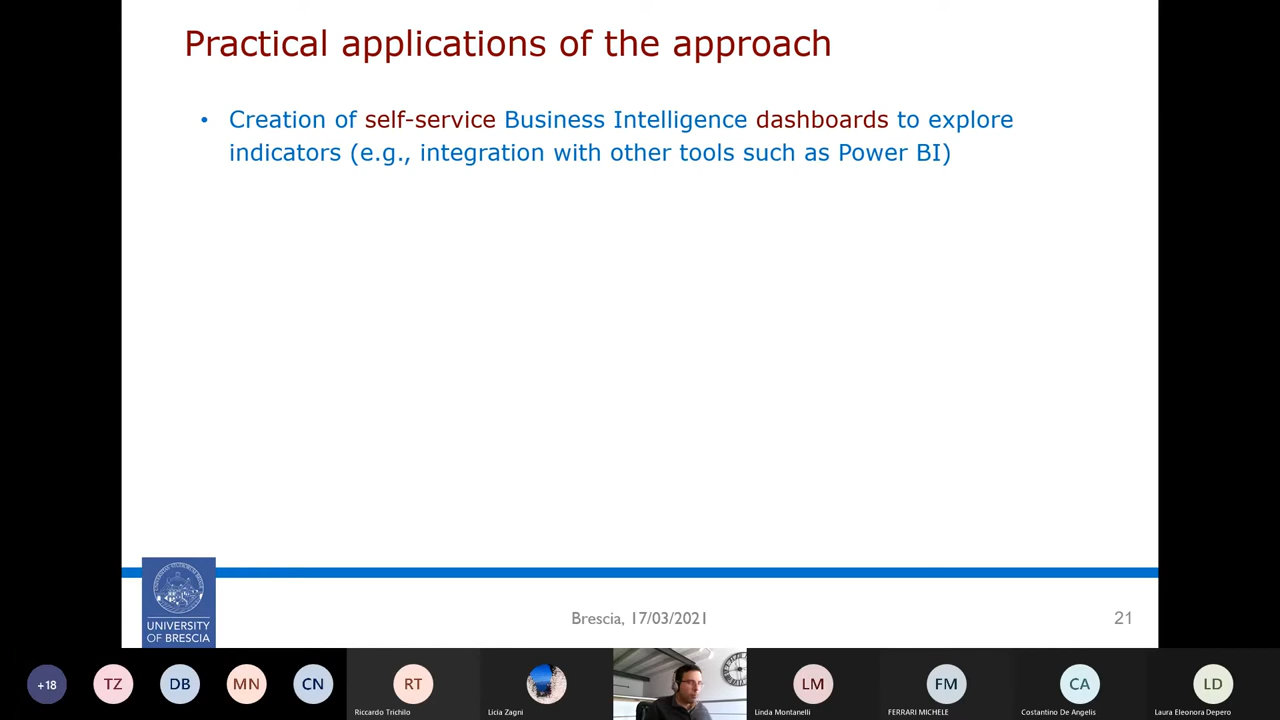 Practical applications of the approach
• Creation of self-service Business Intelligence dashboards to explore
indicators (e.g., integration with other tools such as Power BI)
UNIVERSITY
OF BRESCIA
Brescia, 17/03/2021
21
+18
TZ
DB
MN
CN
RT
Riccardo Trichilo
Licia Zagni
LM
Linda Montanelli
FM
FERRARI MICHELE
CA
Costantino De Angelis
LD
Laura Eleonora Depero